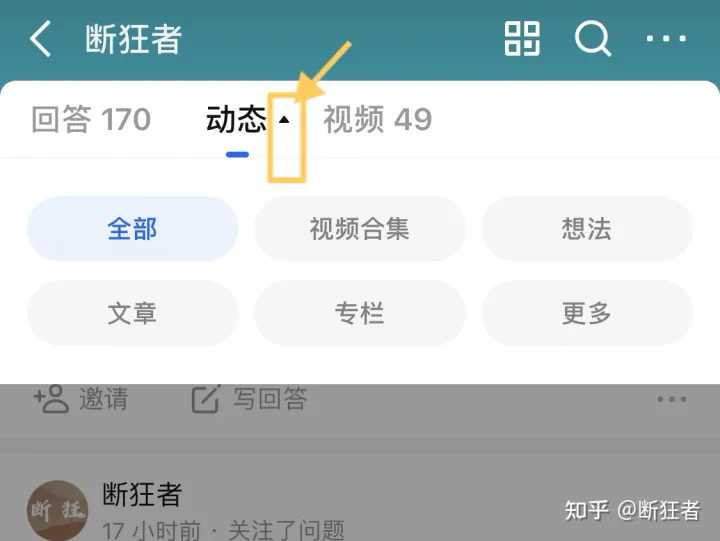 断狂者
回答 170 动态 视频 49
全部 视频合集 想法
文章 专栏 更多
邀请 写回答
断狂者
断狂
17 小时前 · 关注了问题
知乎 @断狂者